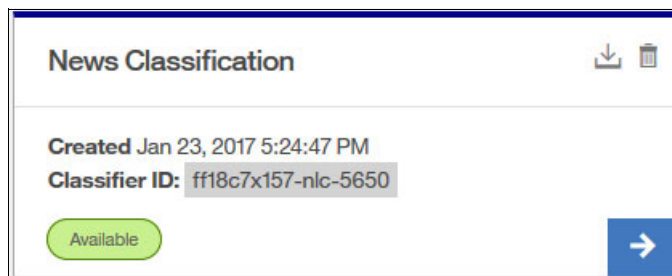 News Classification
Created Jan 23, 2017 5:24:47 PM
Classifier ID: ff18c7x157-nlc-5650
Available